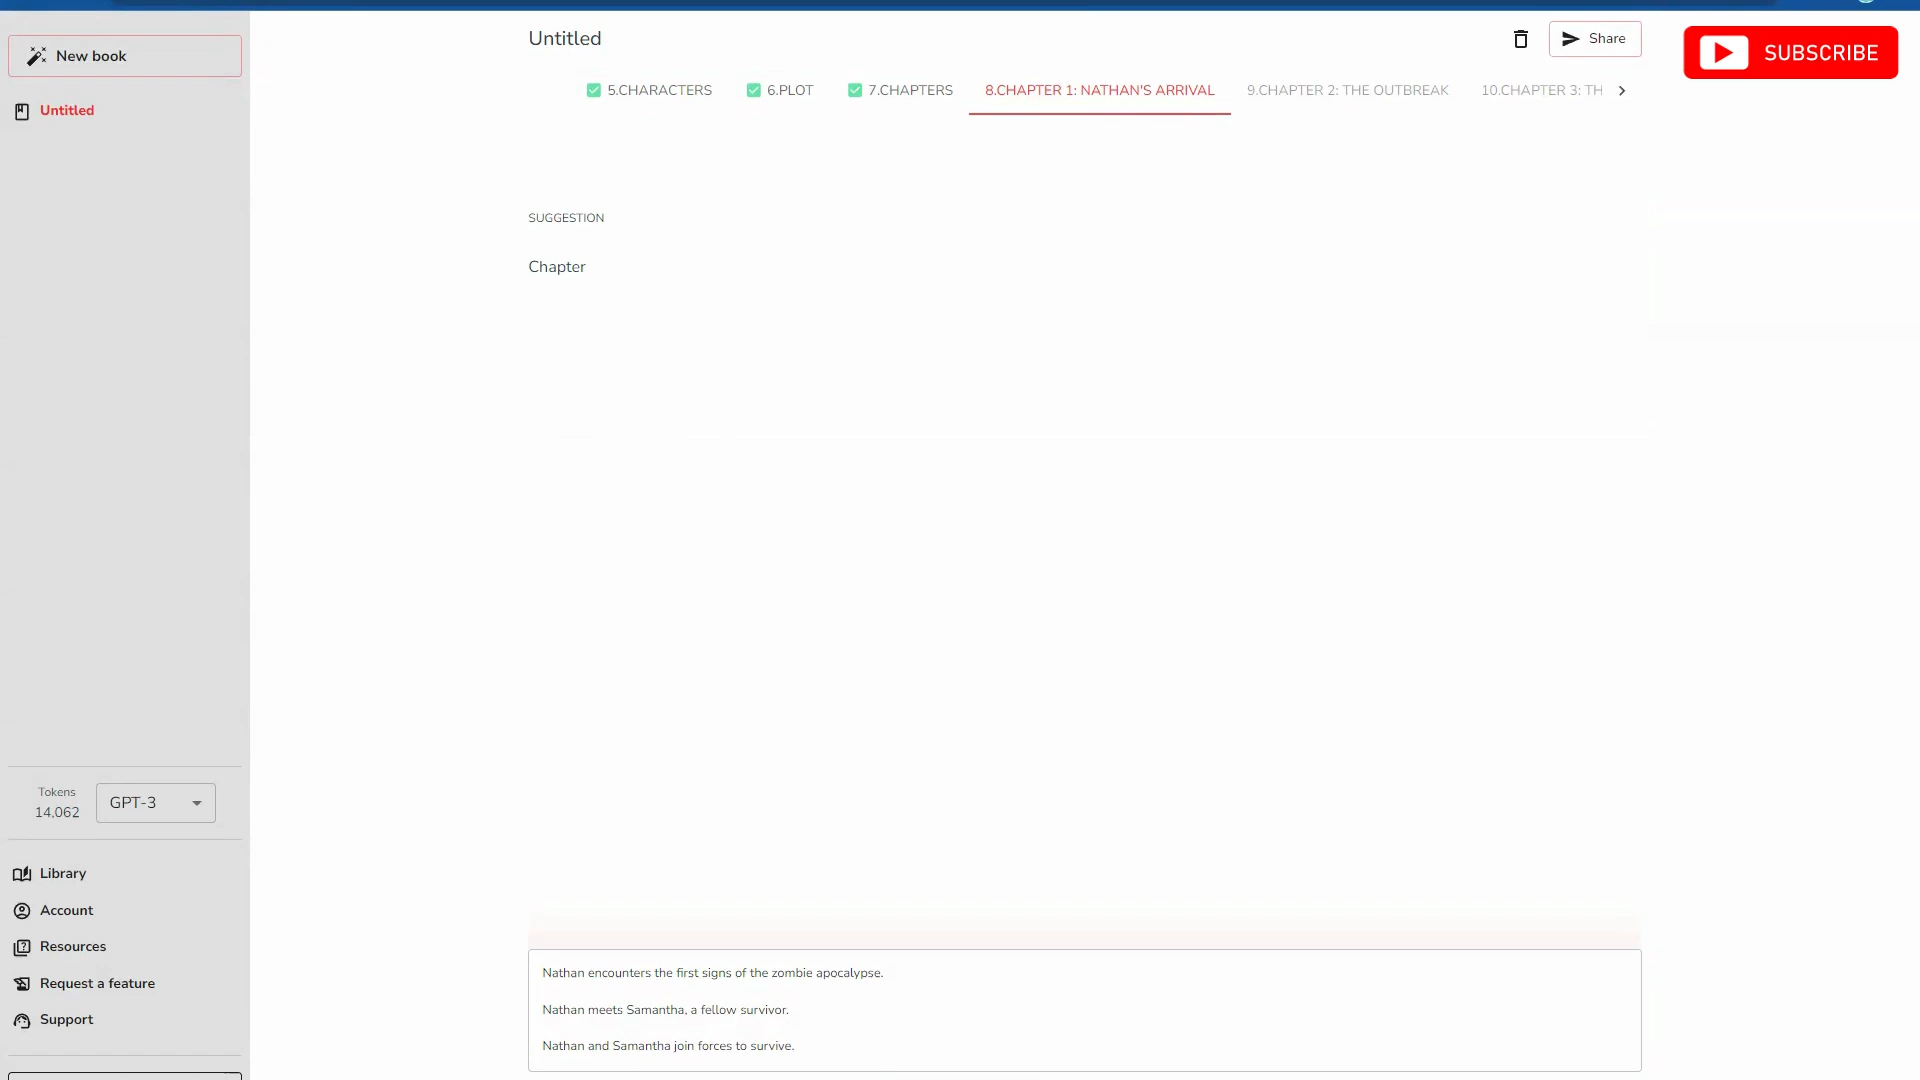 Untitled
Share
SUBSCRIBE
New book
5.CHARACTERS
6.PLOT
7.CHAPTERS
8.CHAPTER 1: NATHAN'S ARRIVAL
9.CHAPTER 2: THE OUTBREAK
10.CHAPTER 3: TH
Untitled
SUGGESTION
Chapter
Tokens
14,062
GPT-3
Library
Account
Resources
Request a feature
Support
Nathan encounters the first signs of the zombie apocalypse.
Nathan meets Samantha, a fellow survivor.
Nathan and Samantha join forces to survive.